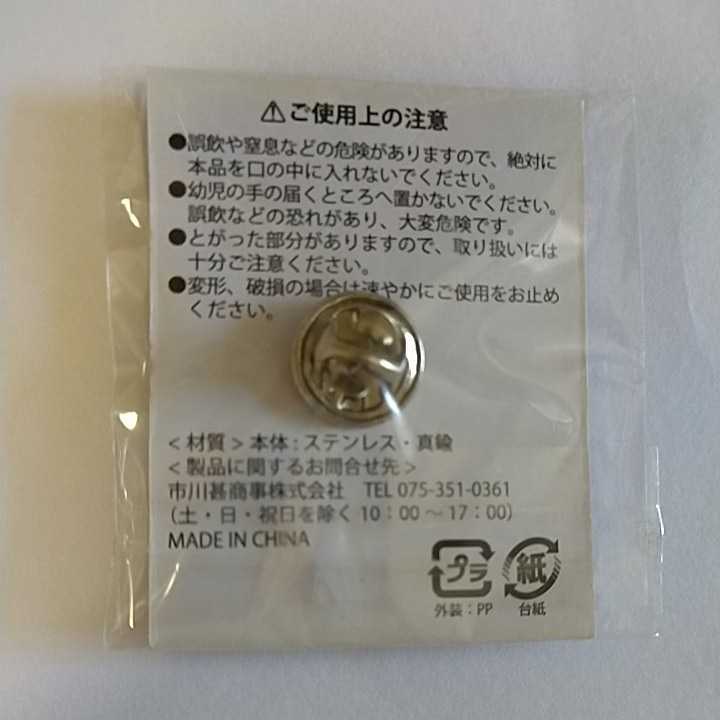 ⚠ご使用上の注意
●誤飲や窒息などの危険がありますので、絶対に
本品を口の中に入れないでください。
●幼児の手の届くところへ置かないでください。
誤飲などの恐れがあり、大変危険です。
●とがった部分がありますので、取り扱いには
十分ご注意ください。
●変形、破損の場合は速やかにご使用をお止め
ください。
<材質>本体:ステンレス・真鍮
<製品に関するお問合せ先>
市川甚商事株式会社 TEL 075-351-0361
(土・日・祝日を除く10:00~17:00)
MADE IN CHINA
プラ
紙
外装:PP
台紙